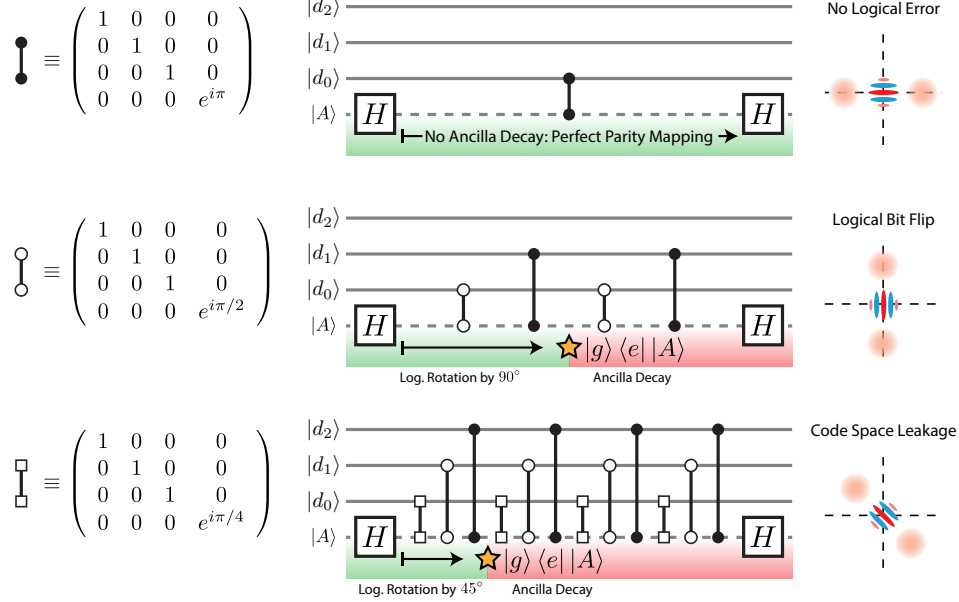 |d₂⟩
No Logical Error
|d₁⟩
≡
1 0 0 0
0 1 0 0
0 0 1 0
0 0 0 e^{iπ}
|d₀⟩
|A⟩ H H
No Ancilla Decay: Perfect Parity Mapping
|d₂⟩
Logical Bit Flip
|d₁⟩
≡
1 0 0 0
0 1 0 0
0 0 1 0
0 0 0 e^{iπ/2}
|d₀⟩
|A⟩ H H
|g⟩ ⟨e| |A⟩
Log. Rotation by 90° Ancilla Decay
|d₂⟩
Code Space Leakage
|d₁⟩
≡
1 0 0 0
0 1 0 0
0 0 1 0
0 0 0 e^{iπ/4}
|d₀⟩
|A⟩ H H
|g⟩ ⟨e| |A⟩
Log. Rotation by 45° Ancilla Decay